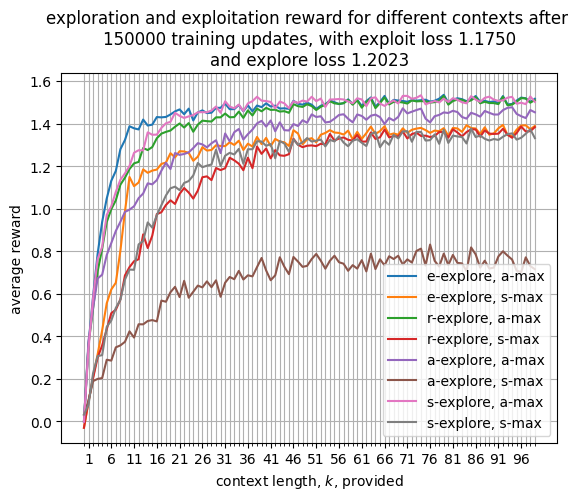 exploration and exploitation reward for different contexts after
150000 training updates, with exploit loss 1.1750
and explore loss 1.2023
1.6
1.4
1.2
1.0
0.8
0.6
0.4
0.2
0.0
average reward
e-explore, a-max
e-explore, s-max
r-explore, a-max
r-explore, s-max
a-explore, a-max
a-explore, s-max
s-explore, a-max
s-explore, s-max
1 6 11 16 21 26 31 36 41 46 51 56 61 66 71 76 81 86 91 96
context length, k, provided